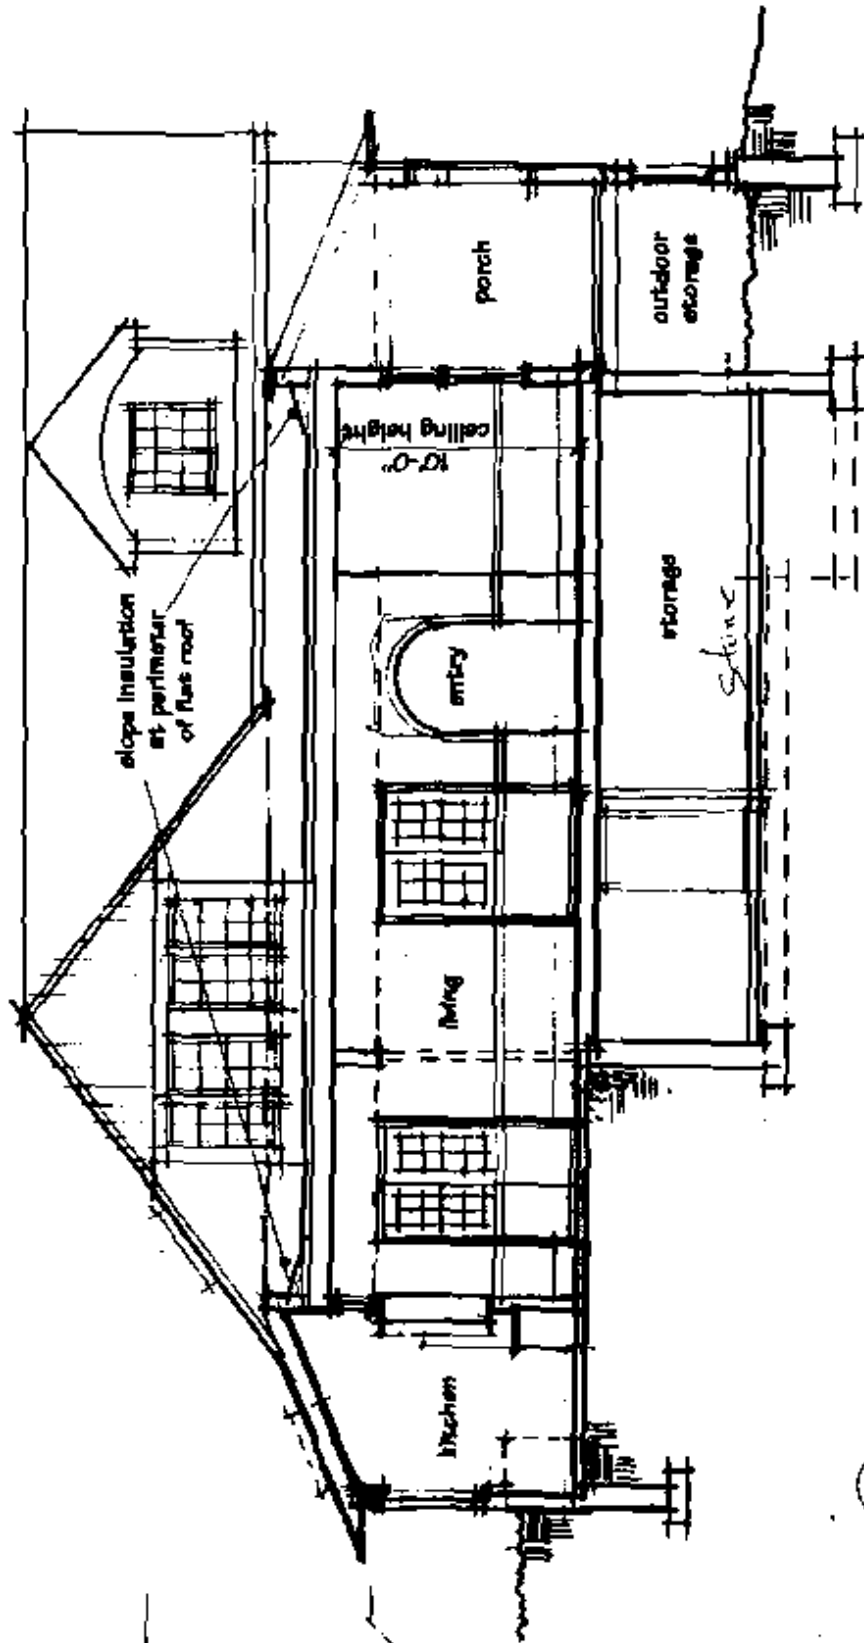 slope insulation
at perimeter
of flat roof
10'-0"
ceiling height
porch
outdoor
storage
entry
storage
living
kitchen